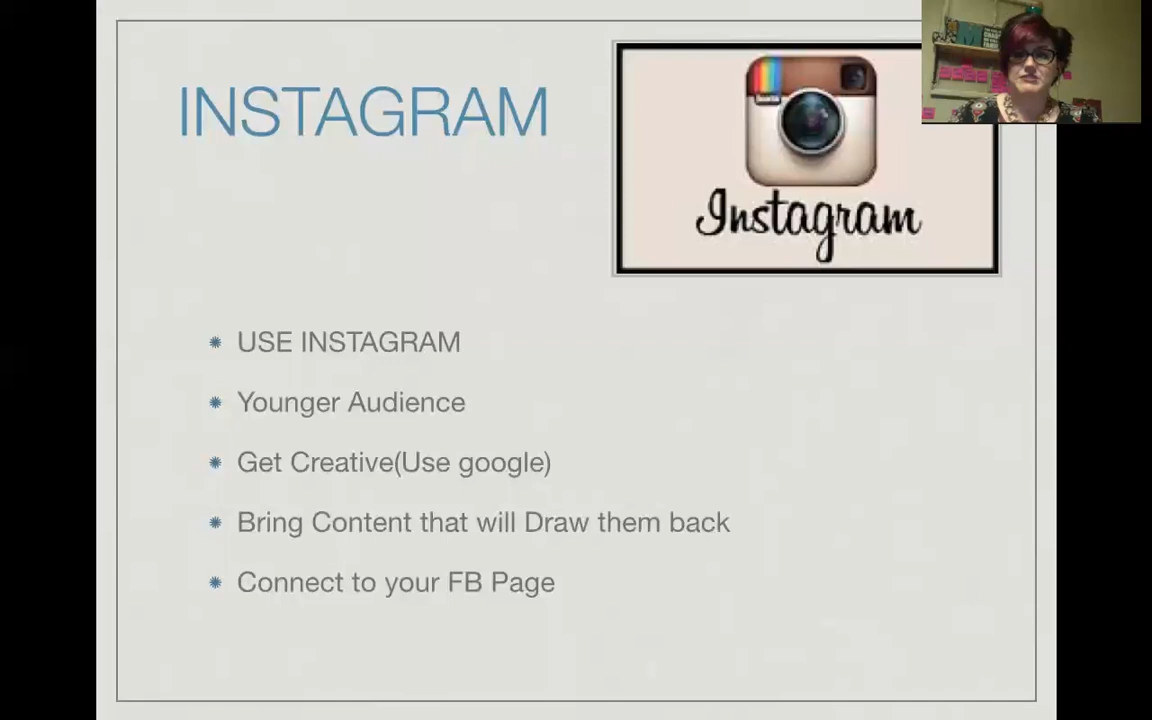 INSTAGRAM
Instagram
USE INSTAGRAM
Younger Audience
Get Creative(Use google)
Bring Content that will Draw them back
Connect to your FB Page